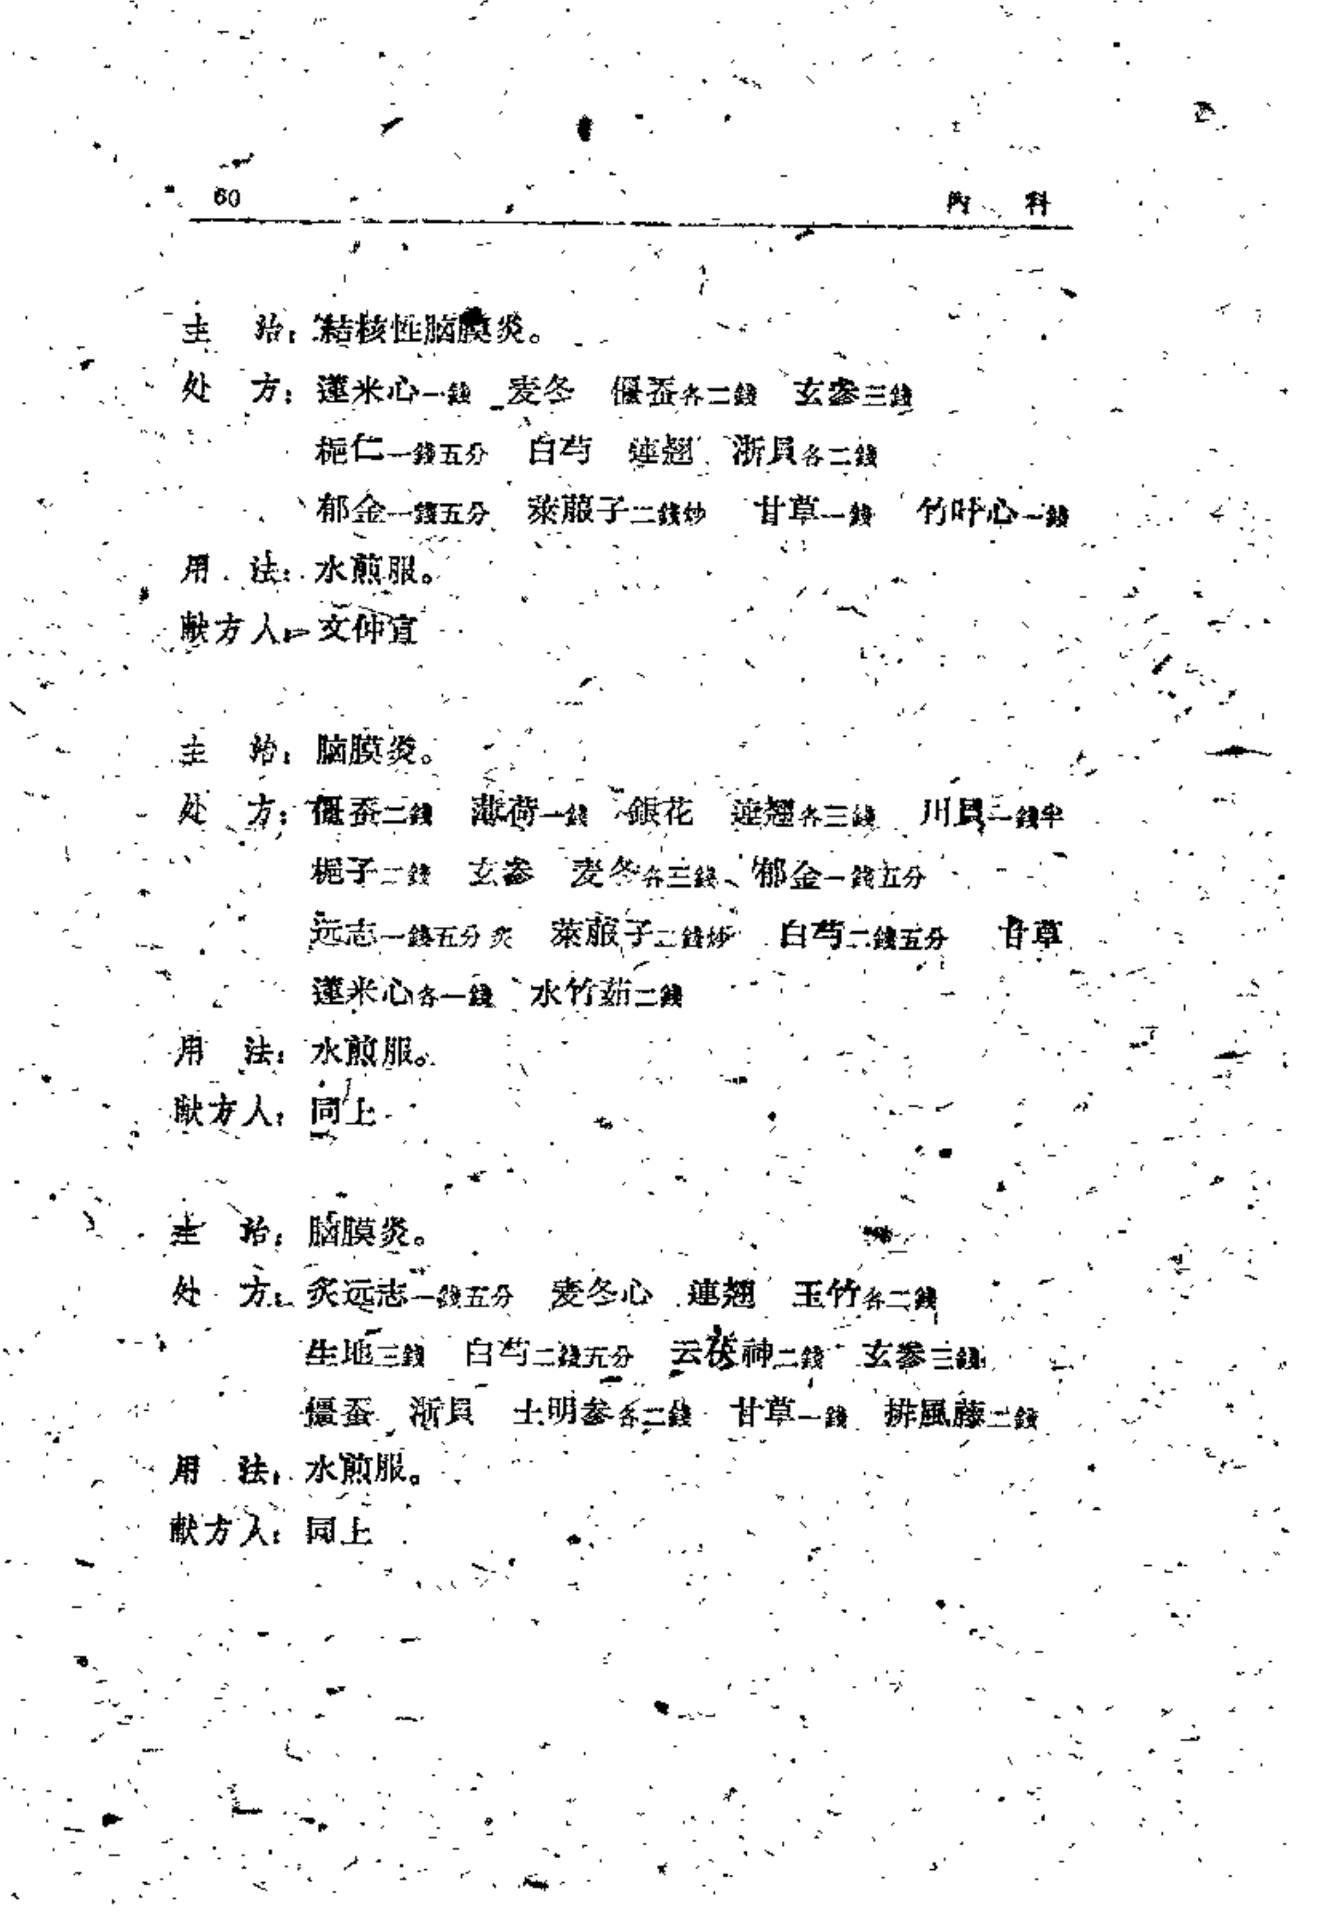 60 內 科
主 治：結核性脑膜炎。
处 方：蓮米心一錢 麦冬 僵蚕各二錢 玄參三錢
梔仁一錢五分 白芍 連翘 浙貝各二錢
郁金一錢五分 萊菔子二錢炒 甘草一錢 竹叶心一錢
用 法：水煎服。
献方人：文仲宣
主 治：脑膜炎。
处 方：僵蚕二錢 薄荷一錢 銀花 連翘各三錢 川貝一錢半
梔子二錢 玄參 麦冬各三錢 郁金一錢五分
远志一錢五分炙 萊菔子二錢炒 白芍二錢五分 甘草
蓮米心各一錢 水竹茹二錢
用 法：水煎服。
献方人：同上
主 治：脑膜炎。
处 方：炙远志一錢五分 麦冬心 連翘 玉竹各二錢
生地三錢 白芍二錢五分 云茯神二錢 玄參三錢
僵蚕 浙貝 土明參各二錢 甘草一錢 排風藤二錢
用 法：水煎服。
献方人：同上